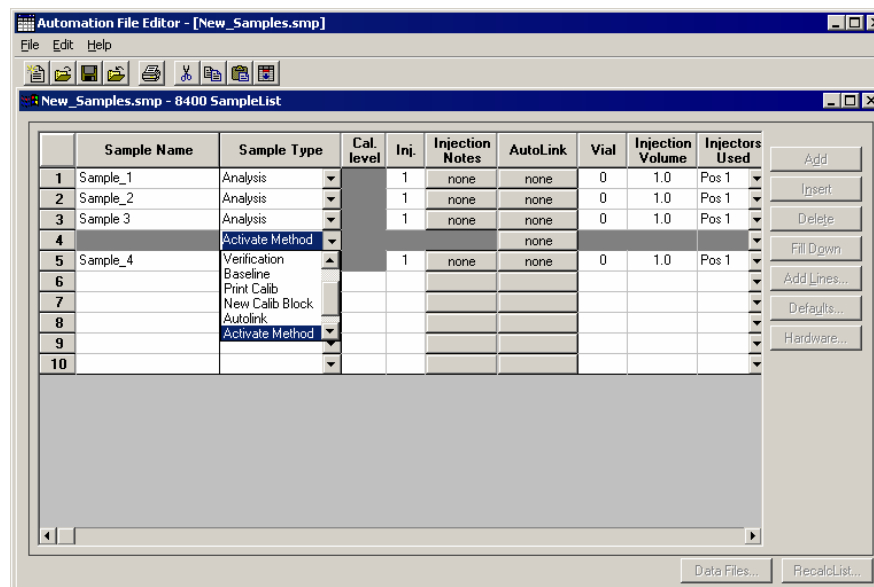 Automation File Editor - [New_Samples.smp]
File Edit Help
New_Samples.smp - 8400 SampleList
Sample Name Sample Type Cal. level Inj. Injection Notes AutoLink Vial Injection Volume Injectors Used
1 Sample_1 Analysis 1 none none 0 1.0 Pos 1
2 Sample_2 Analysis 1 none none 0 1.0 Pos 1
3 Sample 3 Analysis 1 none none 0 1.0 Pos 1
4 Activate Method none
5 Sample_4 1 none none 0 1.0 Pos 1
6
7
8
9
10
Verification
Baseline
Print Calib
New Calib Block
Autolink
Activate Method
Add
Insert
Delete
Fill Down
Add Lines...
Defaults...
Hardware...
Data Files... RecalcList...